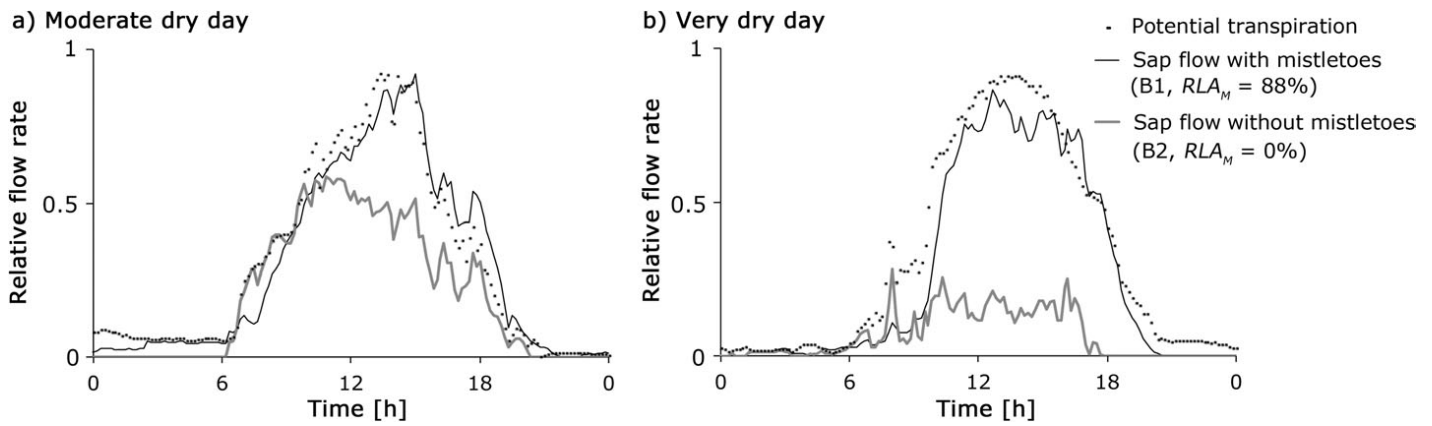 a) Moderate dry day
1
0.5
0
Relative flow rate
0 6 12 18 0
Time [h]
b) Very dry day
1
0.5
0
Relative flow rate
0 6 12 18 0
Time [h]
Potential transpiration
Sap flow with mistletoes
(B1, RLA_M = 88%)
Sap flow without mistletoes
(B2, RLA_M = 0%)